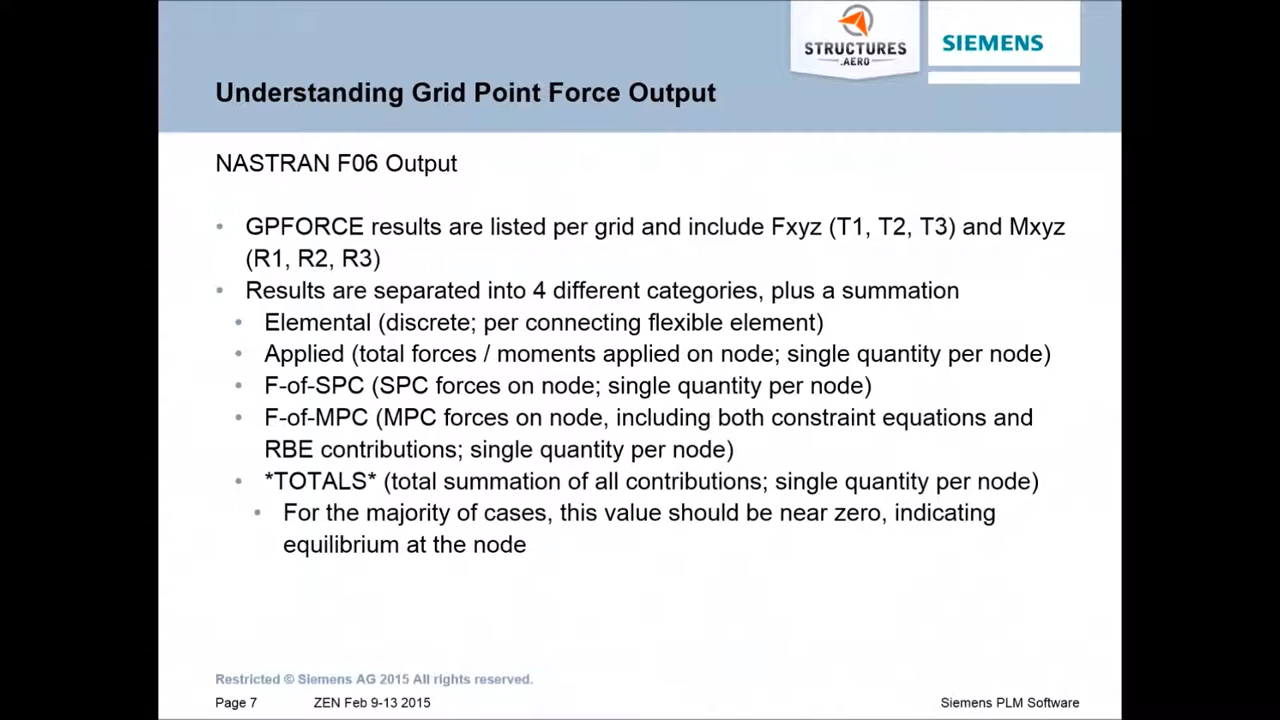 STRUCTURES
.AERO
SIEMENS
Understanding Grid Point Force Output
NASTRAN F06 Output
• GPFORCE results are listed per grid and include Fxyz (T1, T2, T3) and Mxyz
(R1, R2, R3)
• Results are separated into 4 different categories, plus a summation
• Elemental (discrete; per connecting flexible element)
• Applied (total forces / moments applied on node; single quantity per node)
• F-of-SPC (SPC forces on node; single quantity per node)
• F-of-MPC (MPC forces on node, including both constraint equations and
RBE contributions; single quantity per node)
• *TOTALS* (total summation of all contributions; single quantity per node)
• For the majority of cases, this value should be near zero, indicating
equilibrium at the node
Restricted © Siemens AG 2015 All rights reserved.
Page 7 ZEN Feb 9-13 2015 Siemens PLM Software